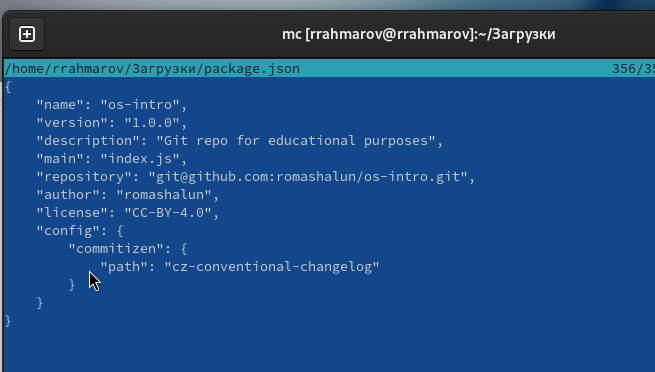 mc [rrahmarov@rrahmarov]:~/Загрузки
/home/rrahmarov/Загрузки/package.json 356/35
{
    "name": "os-intro",
    "version": "1.0.0",
    "description": "Git repo for educational purposes",
    "main": "index.js",
    "repository": "git@github.com:romashalun/os-intro.git",
    "author": "romashalun",
    "license": "CC-BY-4.0",
    "config": {
        "commitizen": {
            "path": "cz-conventional-changelog"
        }
    }
}